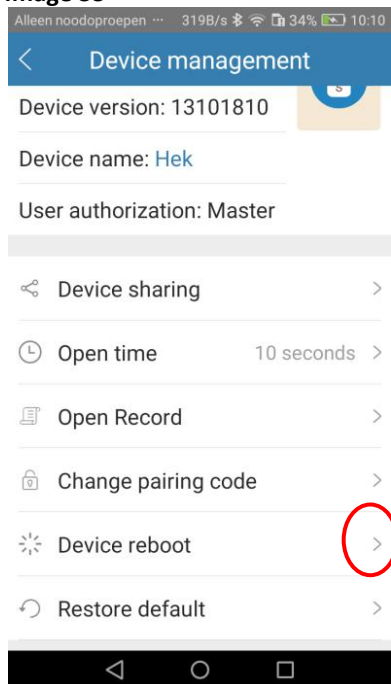 Alleen noodoproepen ··· 319B/s 34% 10:10
Device management
S
Device version: 13101810
Device name: Hek
User authorization: Master
Device sharing
Open time 10 seconds
Open Record
Change pairing code
Device reboot
Restore default